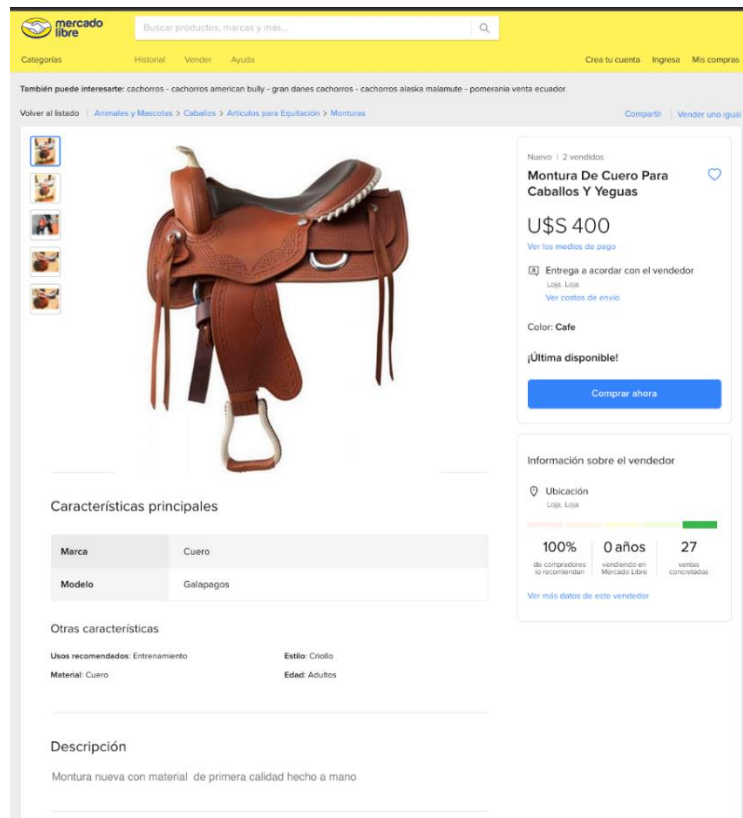 mercado
libre
Buscar productos, marcas y más...
Categorías
Historial
Vender
Ayuda
Crea tu cuenta
Ingresa
Mis compras
También puede interesarte: cachorros - cachorros american bully - gran danes cachorros - cachorros alaska malamute - pomerania venta ecuador
Volver al listado | Animales y Mascotas > Caballos > Artículos para Equitación > Monturas
Compartir | Vender uno igual
Nuevo | 2 vendidos
Montura De Cuero Para
Caballos Y Yeguas
U$S 400
Ver los medios de pago
Entrega a acordar con el vendedor
Loja, Loja
Ver costos de envío
Color: Cafe
¡Última disponible!
Comprar ahora
Información sobre el vendedor
Ubicación
Loja, Loja
100%
de compradores
lo recomiendan
0 años
vendiendo en
Mercado Libre
27
ventas
concretadas
Ver más datos de este vendedor
Características principales
Marca
Cuero
Modelo
Galapagos
Otras características
Usos recomendados: Entrenamiento
Estilo: Criollo
Material: Cuero
Edad: Adultos
Descripción
Montura nueva con material de primera calidad hecho a mano